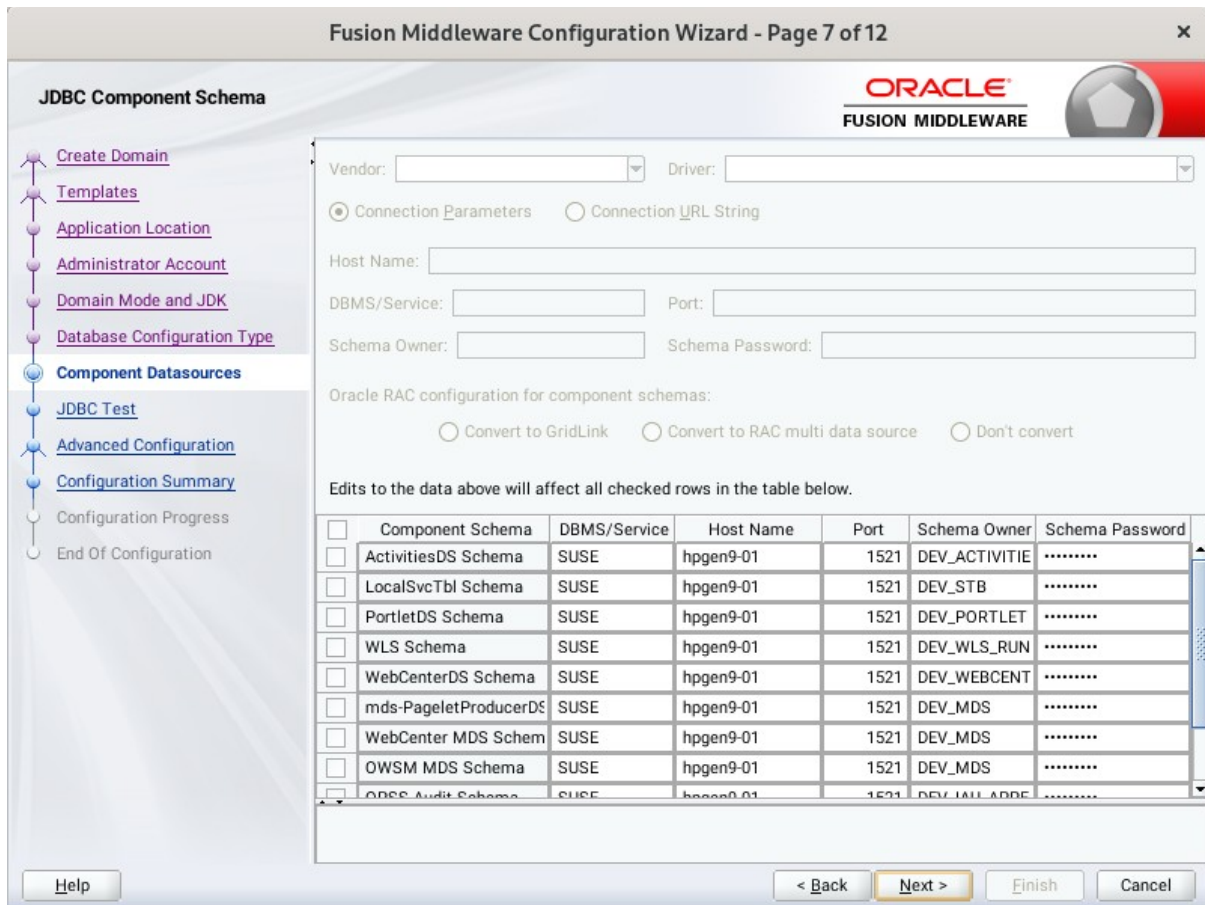 Fusion Middleware Configuration Wizard - Page 7 of 12
JDBC Component Schema
ORACLE
FUSION MIDDLEWARE
Create Domain
Templates
Application Location
Administrator Account
Domain Mode and JDK
Database Configuration Type
Component Datasources
JDBC Test
Advanced Configuration
Configuration Summary
Configuration Progress
End Of Configuration
Vendor: Driver:
Connection Parameters Connection URL String
Host Name:
DBMS/Service: Port:
Schema Owner: Schema Password:
Oracle RAC configuration for component schemas:
Convert to GridLink Convert to RAC multi data source Don't convert
Edits to the data above will affect all checked rows in the table below.
Component Schema DBMS/Service Host Name Port Schema Owner Schema Password
ActivitiesDS Schema SUSE hpgen9-01 1521 DEV_ACTIVITIE •••••••••
LocalSvcTbl Schema SUSE hpgen9-01 1521 DEV_STB •••••••••
PortletDS Schema SUSE hpgen9-01 1521 DEV_PORTLET •••••••••
WLS Schema SUSE hpgen9-01 1521 DEV_WLS_RUN •••••••••
WebCenterDS Schema SUSE hpgen9-01 1521 DEV_WEBCENT •••••••••
mds-PageletProducerDS SUSE hpgen9-01 1521 DEV_MDS •••••••••
WebCenter MDS Schem SUSE hpgen9-01 1521 DEV_MDS •••••••••
OWSM MDS Schema SUSE hpgen9-01 1521 DEV_MDS •••••••••
OPSS Audit Schema SUSE hpgen9-01 1521 DEV_IAU_APPE •••••••••
Help < Back Next > Finish Cancel